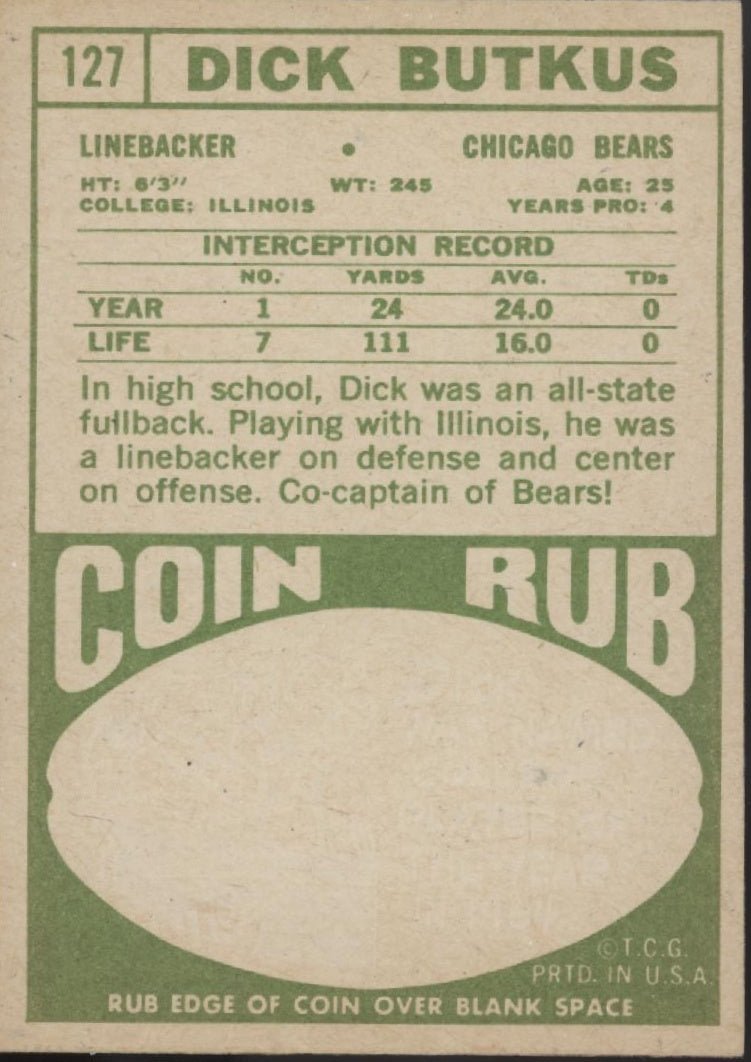 127 DICK BUTKUS
LINEBACKER • CHICAGO BEARS
HT: 6'3" WT: 245 AGE: 25
COLLEGE: ILLINOIS YEARS PRO: 4
INTERCEPTION RECORD
NO. YARDS AVG. TDs
YEAR 1 24 24.0 0
LIFE 7 111 16.0 0
In high school, Dick was an all-state
fullback. Playing with Illinois, he was
a linebacker on defense and center
on offense. Co-captain of Bears!
COIN RUB
©T.C.G.
PRTD. IN U.S.A.
RUB EDGE OF COIN OVER BLANK SPACE